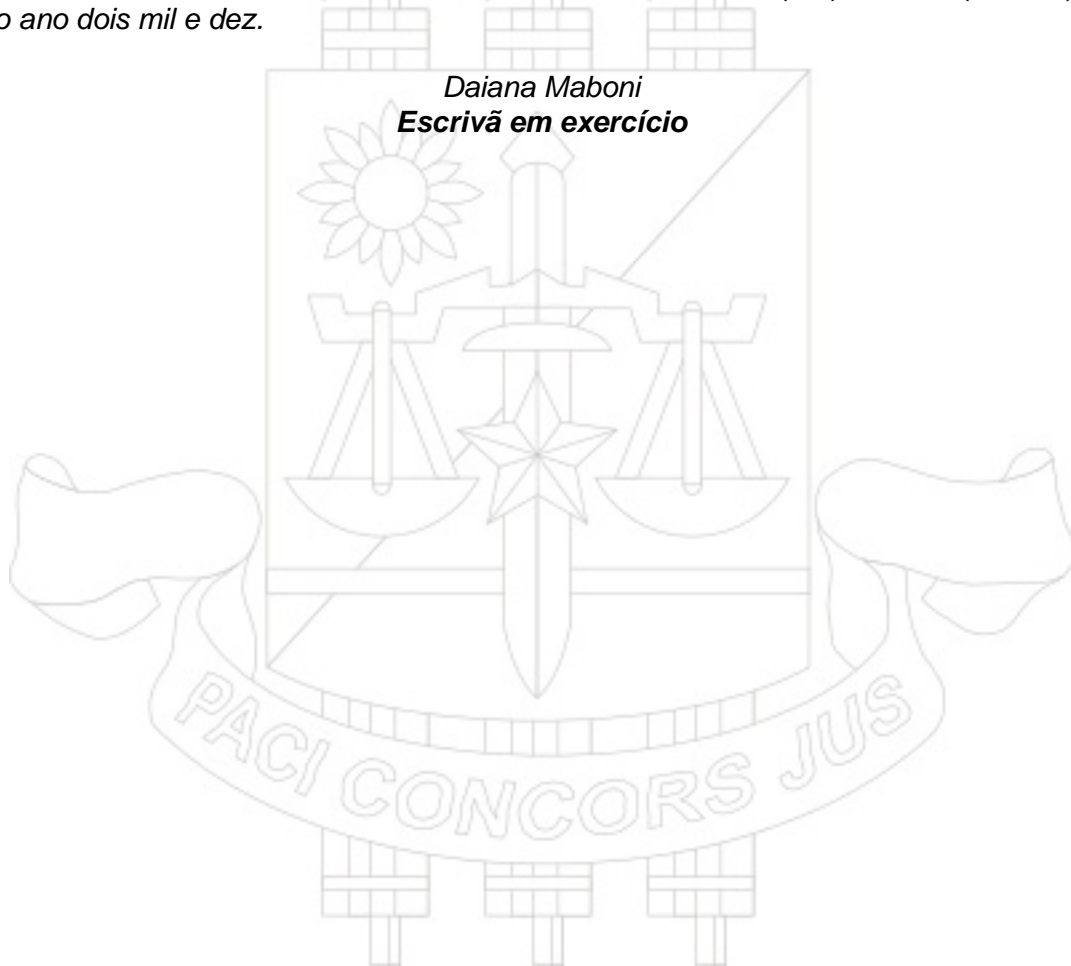 o ano dois mil e dez.
Daiana Maboni
Escrivã em exercício
PACI CONCORS JUS